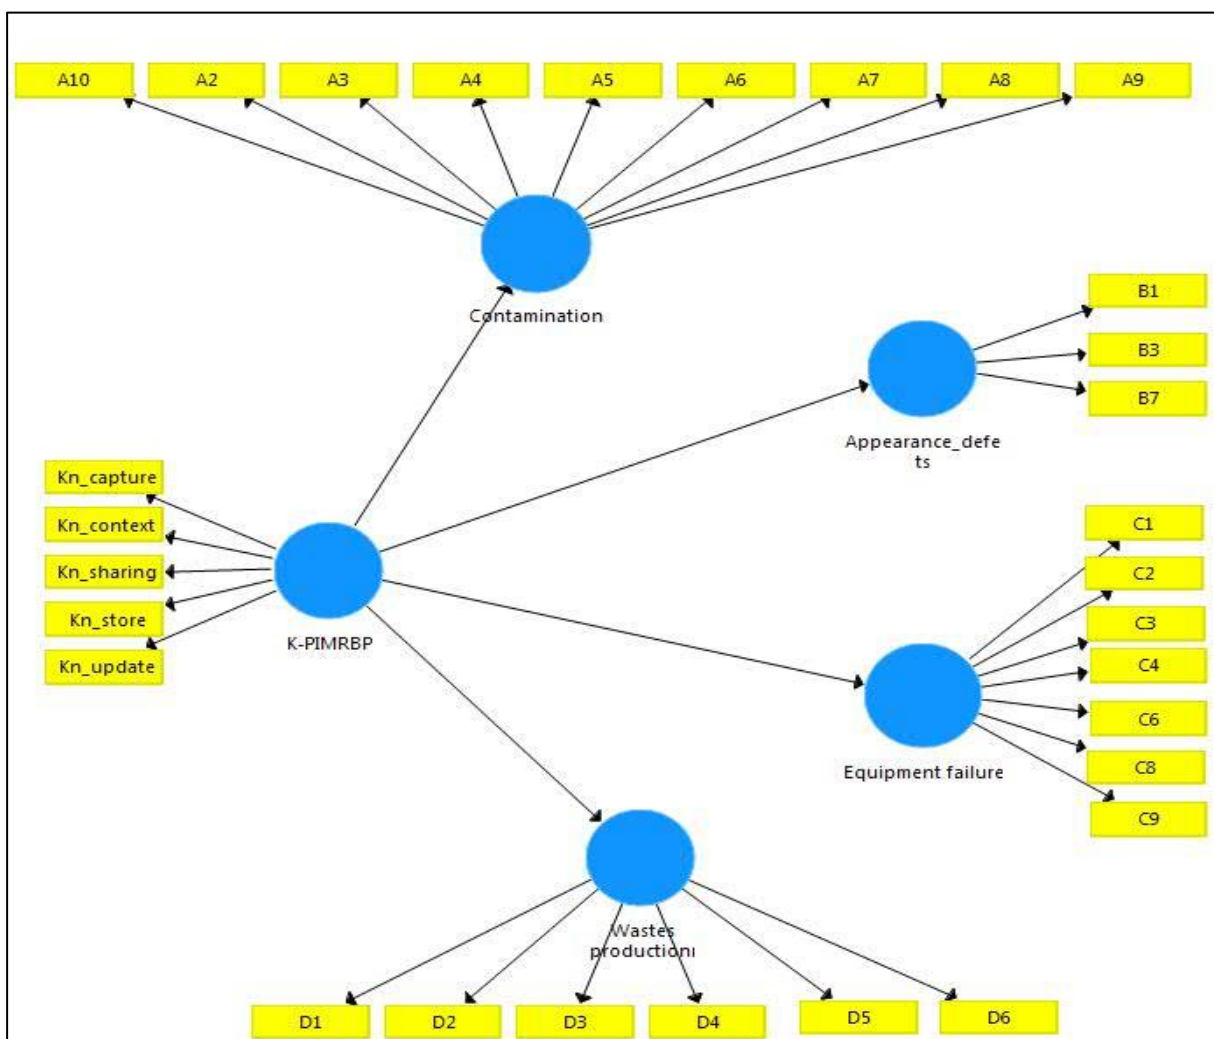 A10
A2
A3
A4
A5
A6
A7
A8
A9
Contamination
B1
B3
B7
Appearance_defe
ts
Kn_capture
Kn_context
Kn_sharing
Kn_store
Kn_update
K-PIMRBP
C1
C2
C3
C4
C6
C8
C9
Equipment failure
Wastes
production
D1
D2
D3
D4
D5
D6